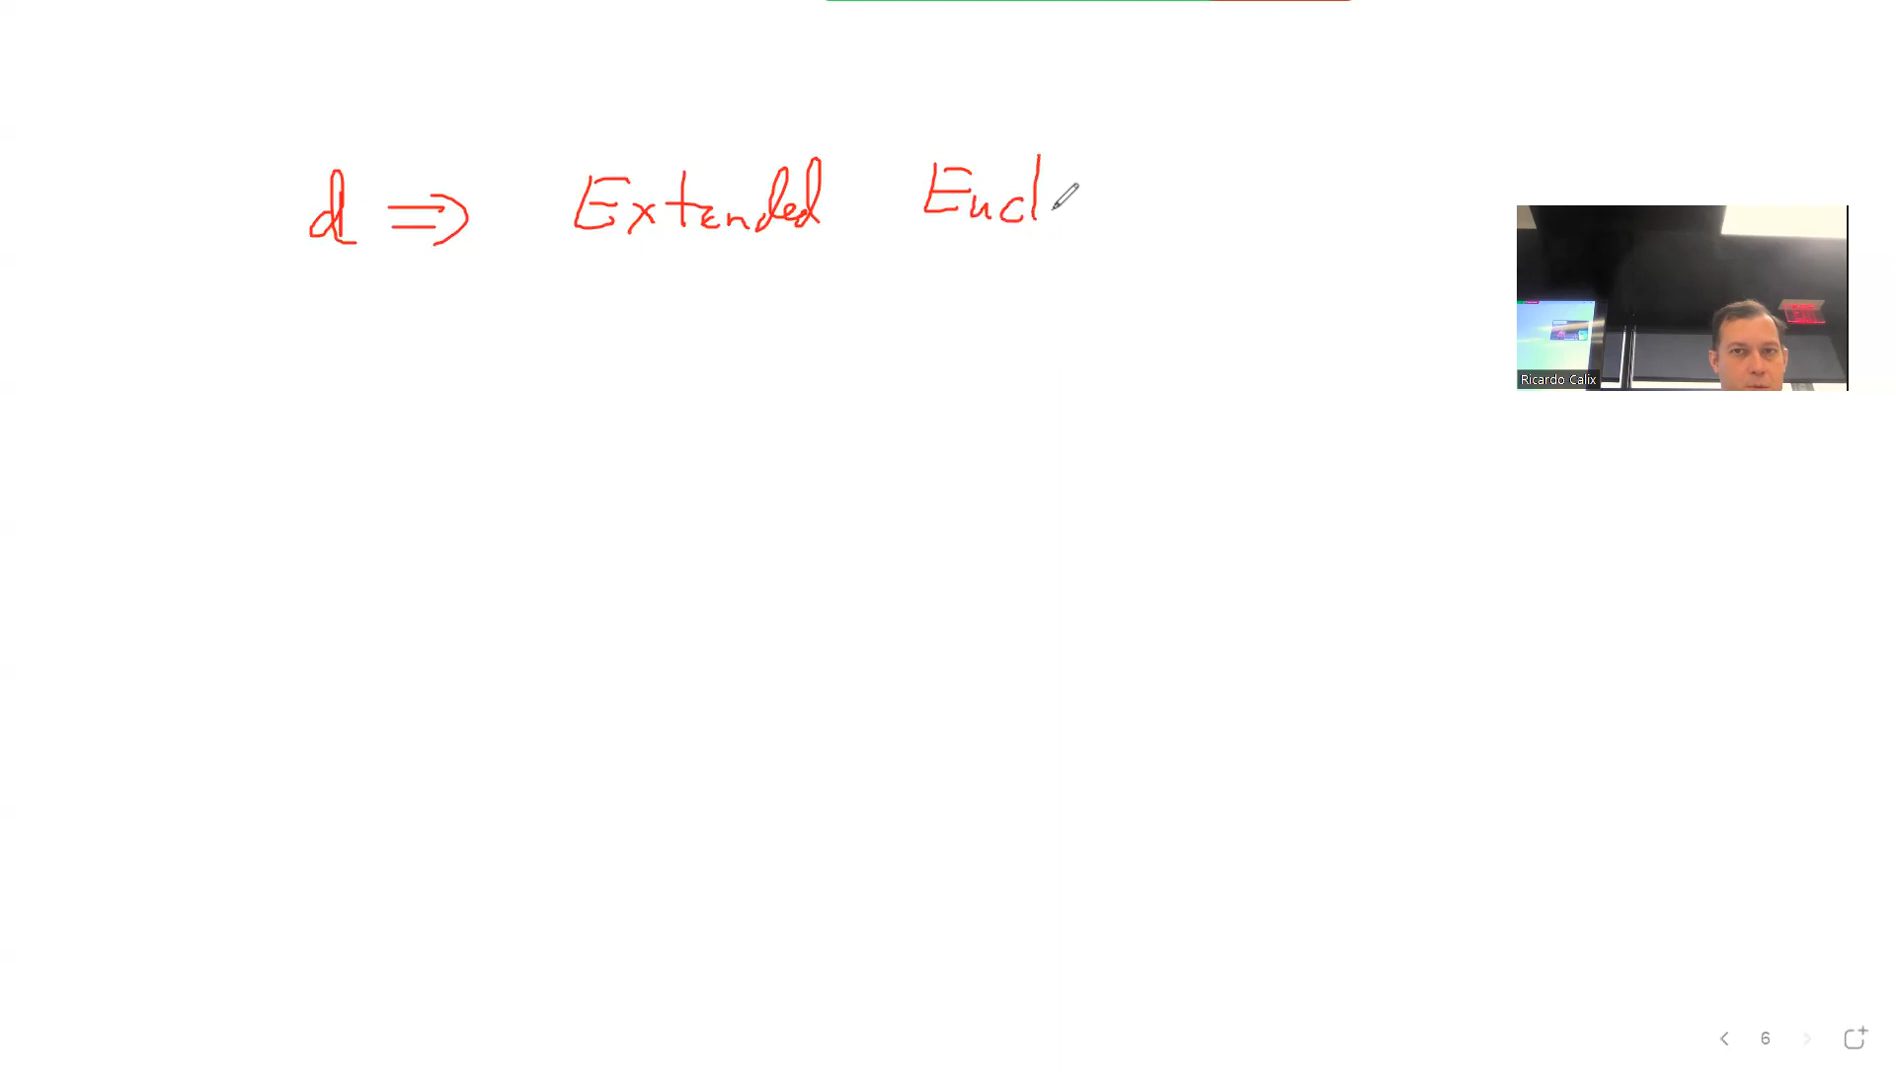 d ⇒ Extended Eucl
Ricardo Calix
6